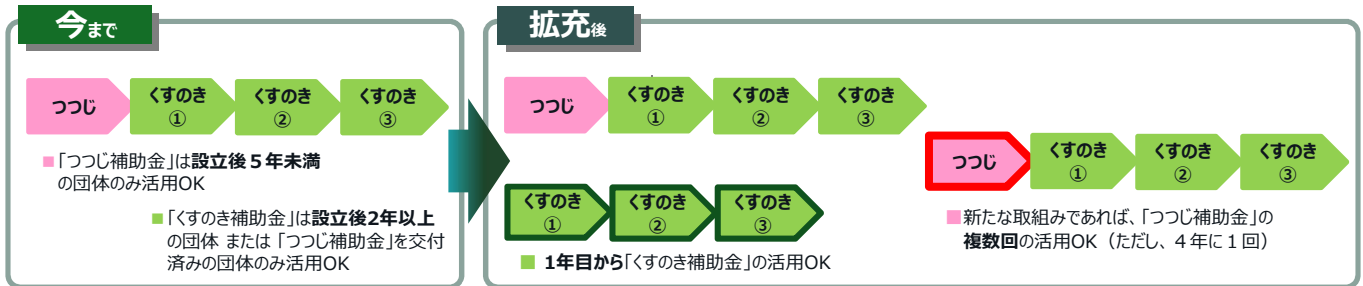 今まで
つつじ
くすのき
①
くすのき
②
くすのき
③
■「つつじ補助金」は設立後５年未満
の団体のみ活用OK
■「くすのき補助金」は設立後2年以上
の団体 または 「つつじ補助金」を交付
済みの団体のみ活用OK
拡充後
つつじ
くすのき
①
くすのき
②
くすのき
③
くすのき
①
くすのき
②
くすのき
③
■ 1年目から「くすのき補助金」の活用OK
つつじ
くすのき
①
くすのき
②
くすのき
③
■新たな取組みであれば、「つつじ補助金」の
複数回の活用OK（ただし、４年に１回）